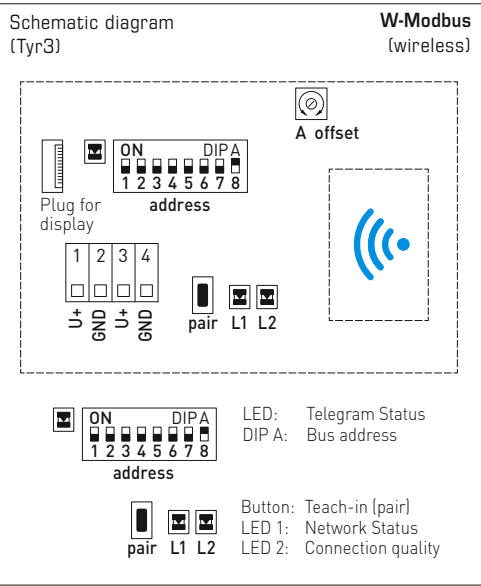 Schematic diagram
(Tyr3)
W-Modbus
(wireless)
A offset
ON DIP A
1 2 3 4 5 6 7 8
address
Plug for
display
1 2 3 4
U+ GND U+ GND
pair L1 L2
ON DIP A
1 2 3 4 5 6 7 8
address
LED: Telegram Status
DIP A: Bus address
pair L1 L2
Button: Teach-in (pair)
LED 1: Network Status
LED 2: Connection quality